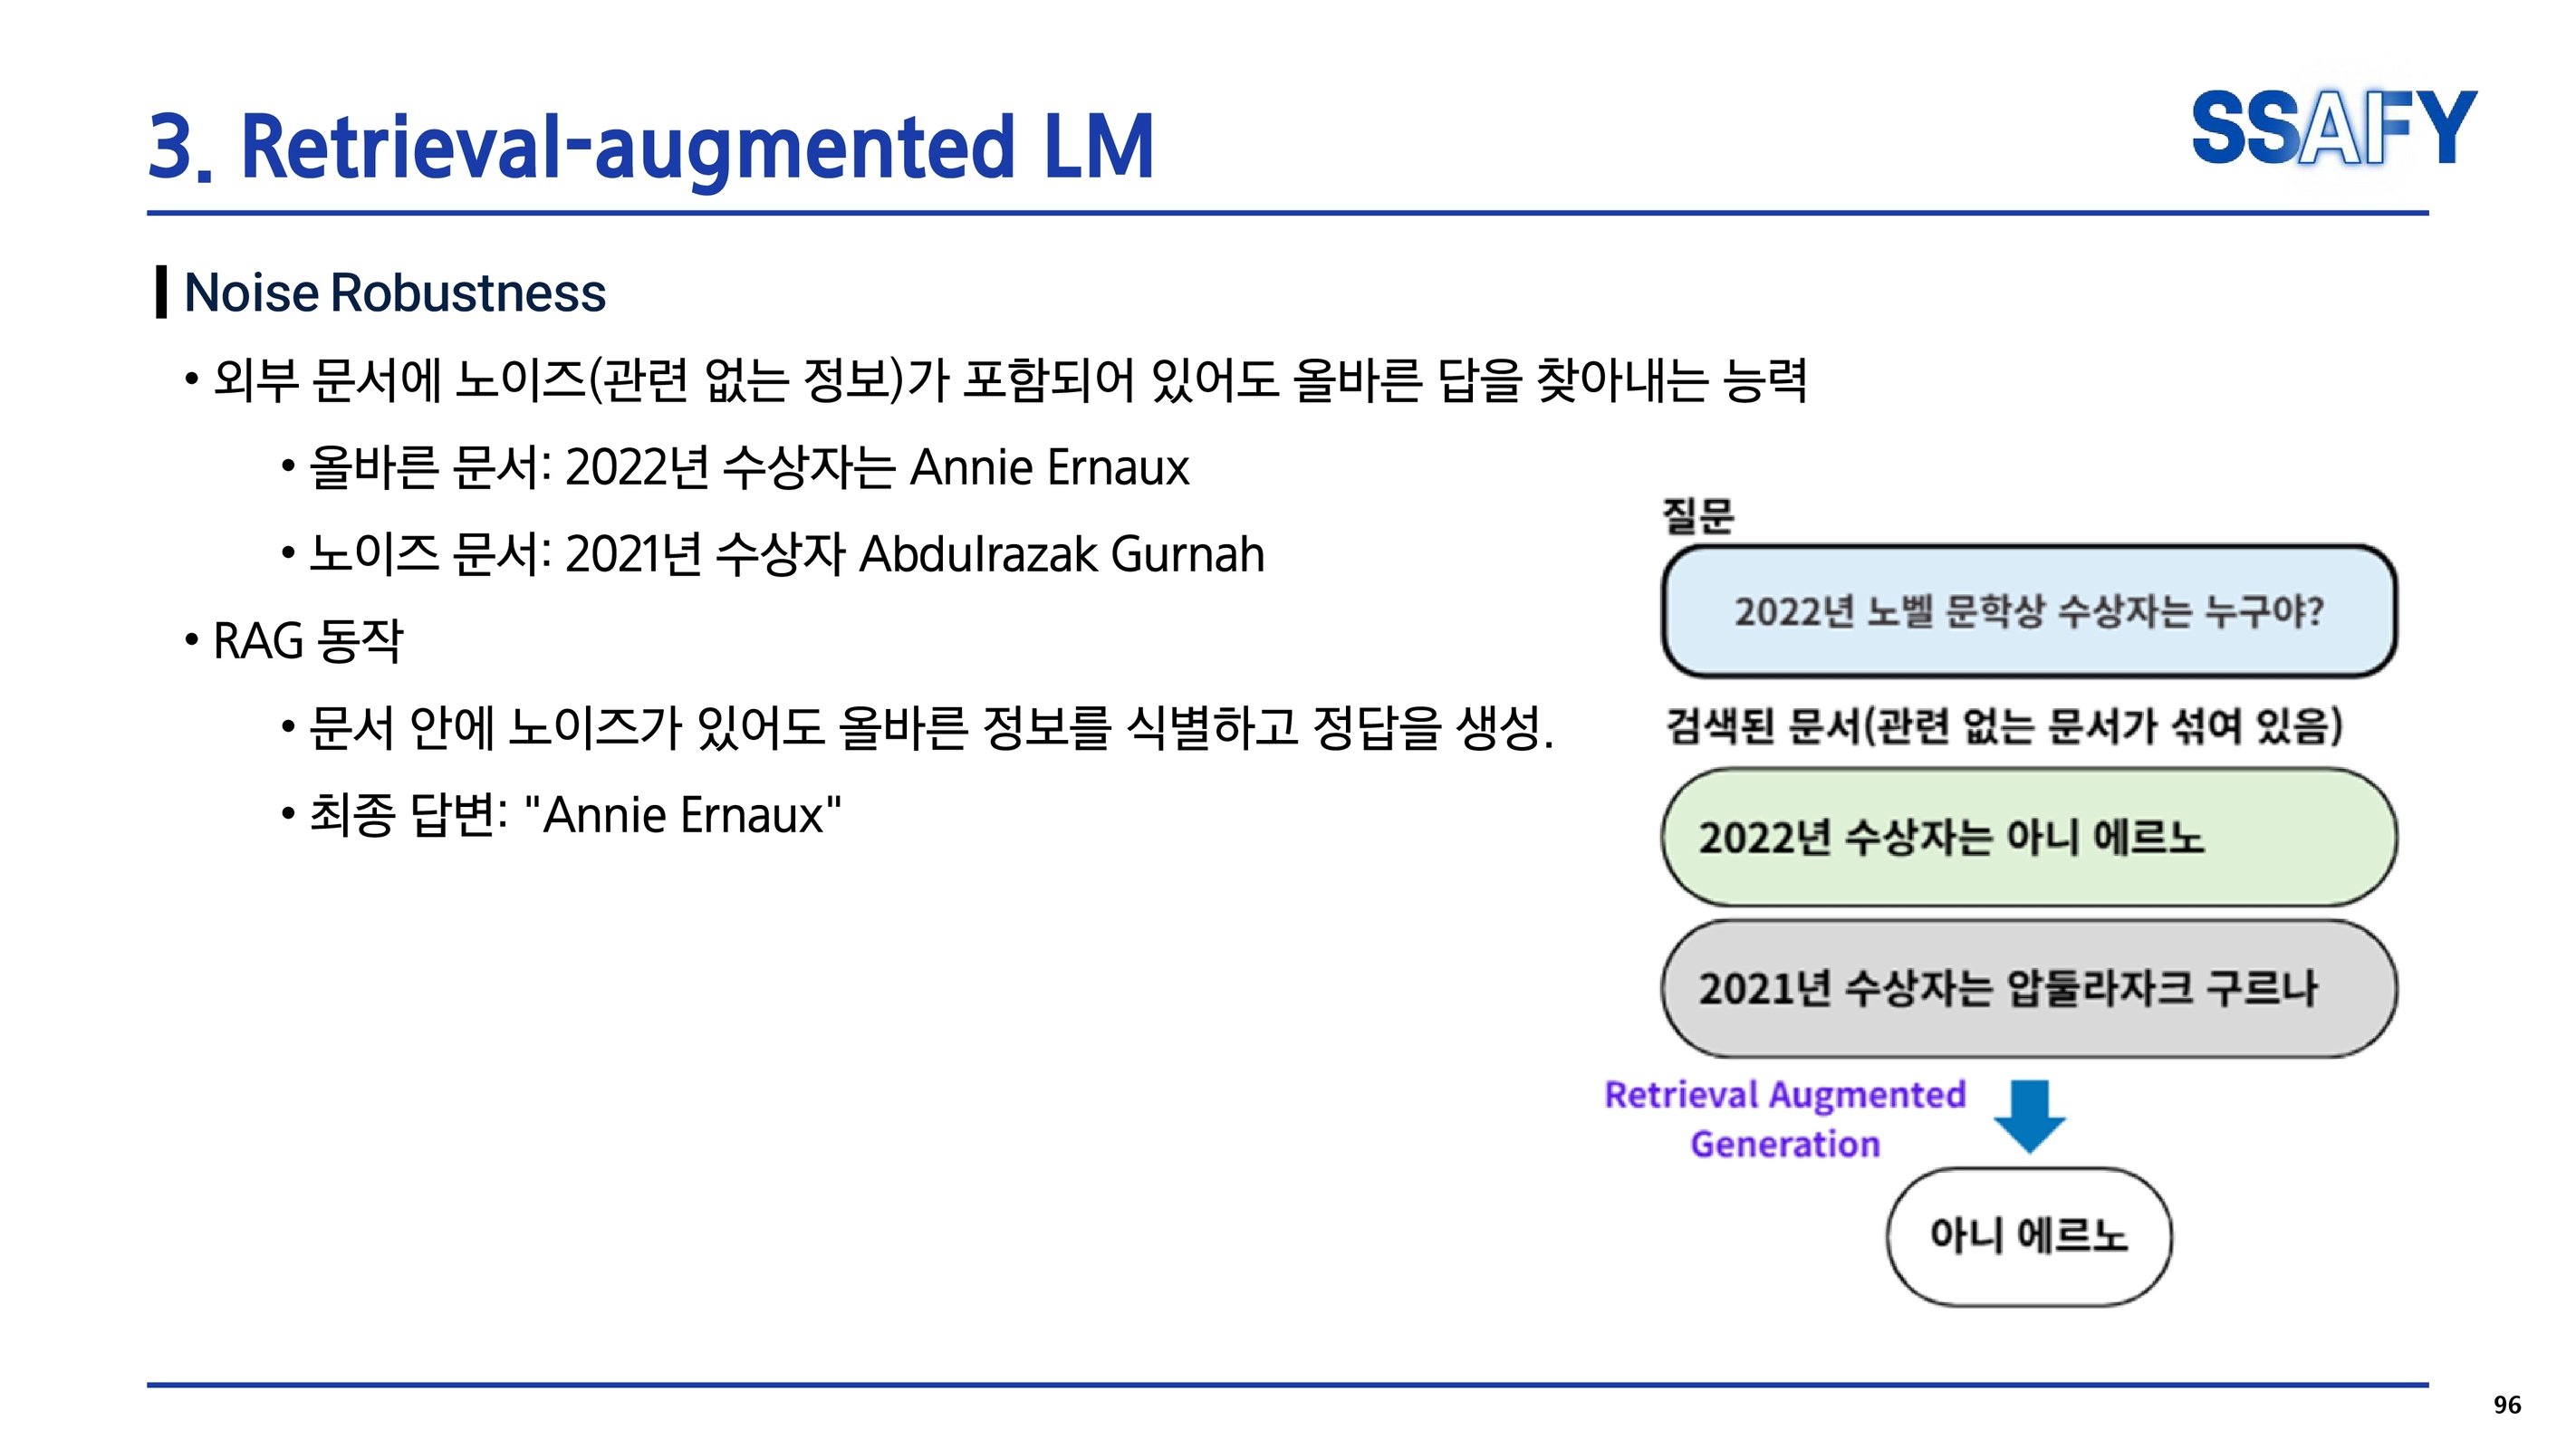 3. Retrieval-augmented LM
SSAFY
Noise Robustness
• 외부 문서에 노이즈(관련 없는 정보)가 포함되어 있어도 올바른 답을 찾아내는 능력
• 올바른 문서: 2022년 수상자는 Annie Ernaux
• 노이즈 문서: 2021년 수상자 Abdulrazak Gurnah
• RAG 동작
• 문서 안에 노이즈가 있어도 올바른 정보를 식별하고 정답을 생성.
• 최종 답변: "Annie Ernaux"
질문
2022년 노벨 문학상 수상자는 누구야?
검색된 문서(관련 없는 문서가 섞여 있음)
2022년 수상자는 아니 에르노
2021년 수상자는 압둘라자크 구르나
Retrieval Augmented
Generation
아니 에르노
96